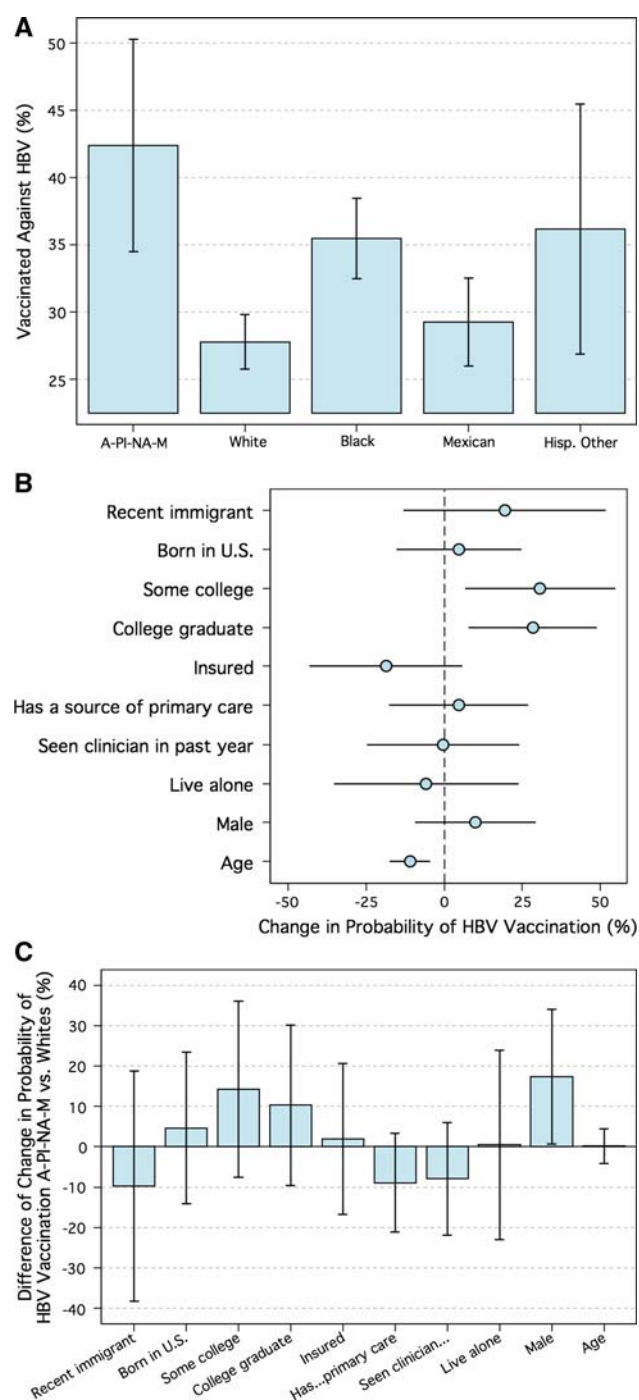 A
Vaccinated Against HBV (%)
50
45
40
35
30
25
A-PI-NA-M
White
Black
Mexican
Hisp. Other
B
Recent immigrant
Born in U.S.
Some college
College graduate
Insured
Has a source of primary care
Seen clinician in past year
Live alone
Male
Age
-50
-25
0
25
50
Change in Probability of HBV Vaccination (%)
C
Difference of Change in Probability of
HBV Vaccination A-PI-NA-M vs. Whites (%)
40
30
20
10
0
-10
-20
-30
-40
Recent immigrant
Born in U.S.
Some college
College graduate
Insured
Has...primary care
Seen clinician...
Live alone
Male
Age